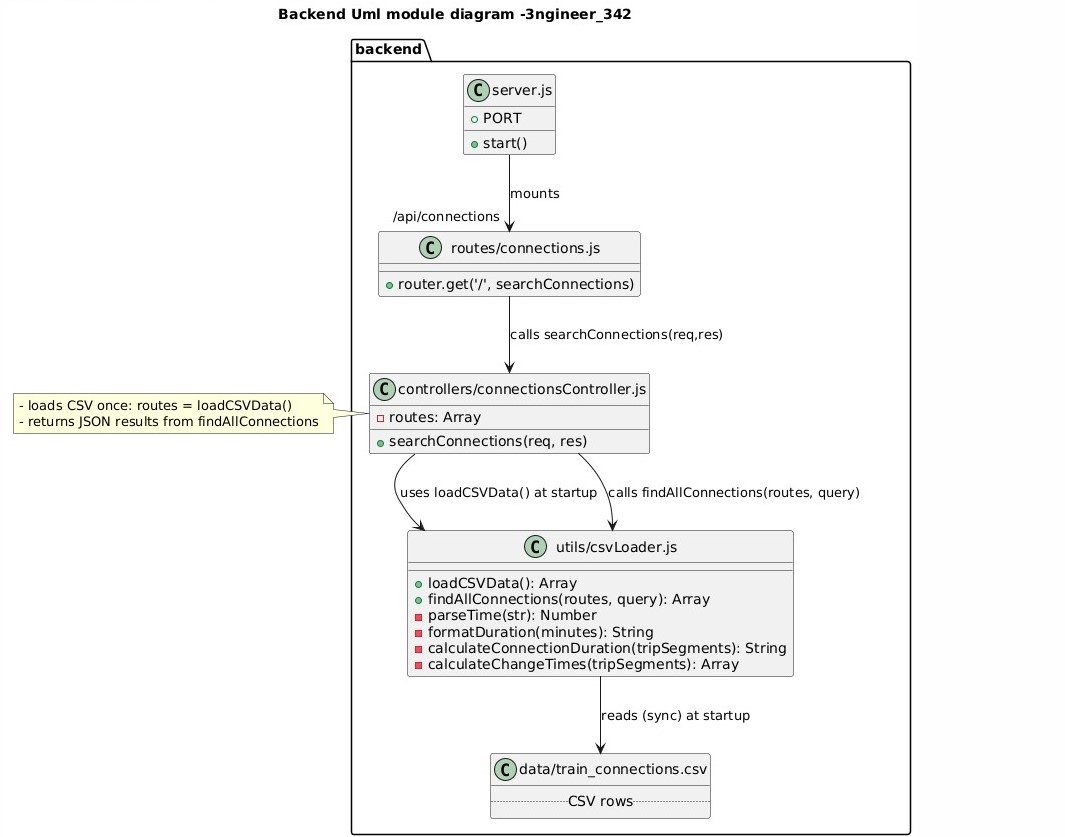 Backend Uml module diagram -3ngineer_342
backend
C server.js
PORT
start()
mounts
/api/connections
C routes/connections.js
router.get('/', searchConnections)
calls searchConnections(req,res)
- loads CSV once: routes = loadCSVData()
- returns JSON results from findAllConnections
C controllers/connectionsController.js
routes: Array
searchConnections(req, res)
uses loadCSVData() at startup
calls findAllConnections(routes, query)
C utils/csvLoader.js
loadCSVData(): Array
findAllConnections(routes, query): Array
parseTime(str): Number
formatDuration(minutes): String
calculateConnectionDuration(tripSegments): String
calculateChangeTimes(tripSegments): Array
reads (sync) at startup
C data/train_connections.csv
CSV rows